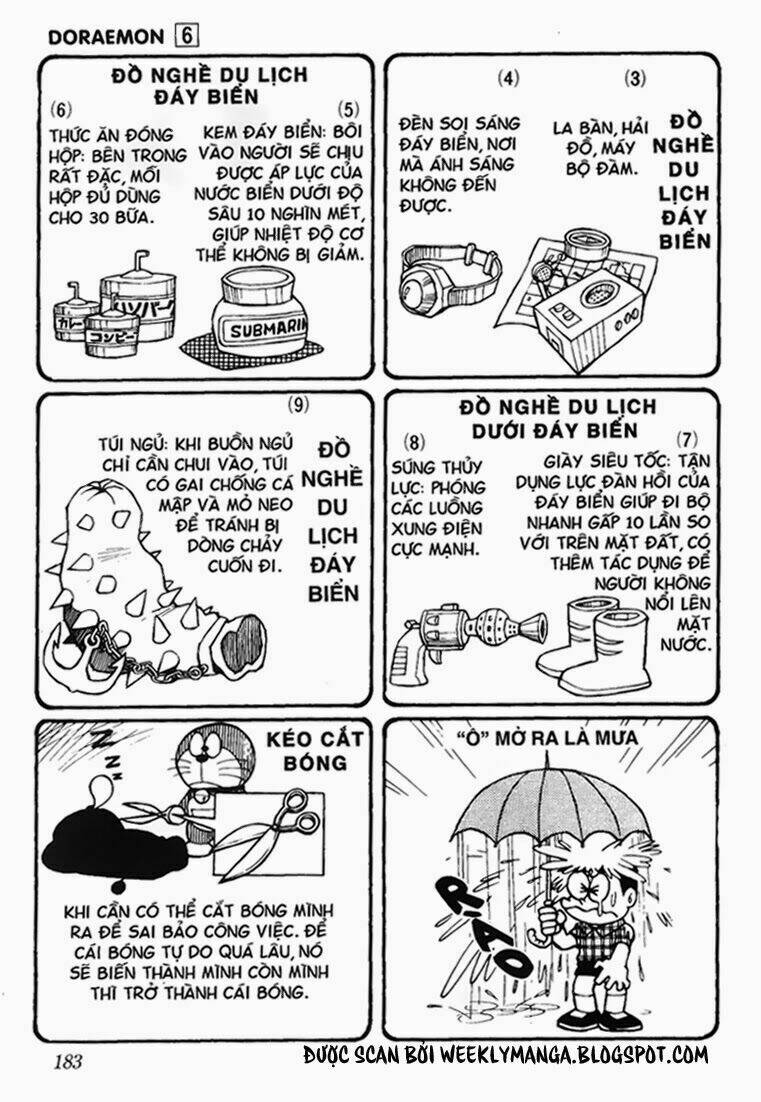 DORAEMON 6
ĐỒ NGHỀ DU LỊCH
ĐÁY BIỂN
(3)
LA BÀN, HẢI
ĐỒ, MÁY
BỘ ĐÀM.
ĐỒ
NGHỀ
DU
LỊCH
ĐÁY
BIỂN
(4)
ĐÈN SOI SÁNG
ĐÁY BIỂN, NƠI
MÀ ÁNH SÁNG
KHÔNG ĐẾN
ĐƯỢC.
(5)
KEM ĐÁY BIỂN: BÔI
VÀO NGƯỜI SẼ CHỊU
ĐƯỢC ÁP LỰC CỦA
NƯỚC BIỂN DƯỚI ĐỘ
SÂU 10 NGHÌN MÉT,
GIÚP NHIỆT ĐỘ CƠ
THỂ KHÔNG BỊ GIẢM.
SUBMARIN
(6)
THỨC ĂN ĐÓNG
HỘP: BÊN TRONG
RẤT ĐẶC, MỖI
HỘP ĐỦ DÙNG
CHO 30 BỮA.
カレー
コンビー
ハンバー
ĐỒ NGHỀ DU LỊCH
DƯỚI ĐÁY BIỂN
(7)
GIÀY SIÊU TỐC: TẬN
DỤNG LỰC ĐÀN HỒI CỦA
ĐÁY BIỂN GIÚP ĐI BỘ
NHANH GẤP 10 LẦN SO
VỚI TRÊN MẶT ĐẤT, CÓ
THÊM TÁC DỤNG ĐỂ
NGƯỜI KHÔNG
NỔI LÊN
MẶT
NƯỚC.
(8)
SÚNG THỦY
LỰC: PHÓNG
CÁC LUỒNG
XUNG ĐIỆN
CỰC MẠNH.
(9)
TÚI NGỦ: KHI BUỒN NGỦ
CHỈ CẦN CHUI VÀO, TÚI
CÓ GAI CHỐNG CÁ
MẬP VÀ MỎ NEO
ĐỂ TRÁNH BỊ
DÒNG CHẢY
CUỐN ĐI.
ĐỒ
NGHỀ
DU
LỊCH
ĐÁY
BIỂN
"Ô" MỞ RA LÀ MƯA
RÀO
KÉO CẮT
BÓNG
Z Z Z
KHI CẦN CÓ THỂ CẮT BÓNG MÌNH
RA ĐỂ SAI BẢO CÔNG VIỆC. ĐỂ
CÁI BÓNG TỰ DO QUÁ LÂU, NÓ
SẼ BIẾN THÀNH MÌNH CÒN MÌNH
THÌ TRỞ THÀNH CÁI BÓNG.
183
ĐƯỢC SCAN BỞI WEEKLYMANGA.BLOGSPOT.COM